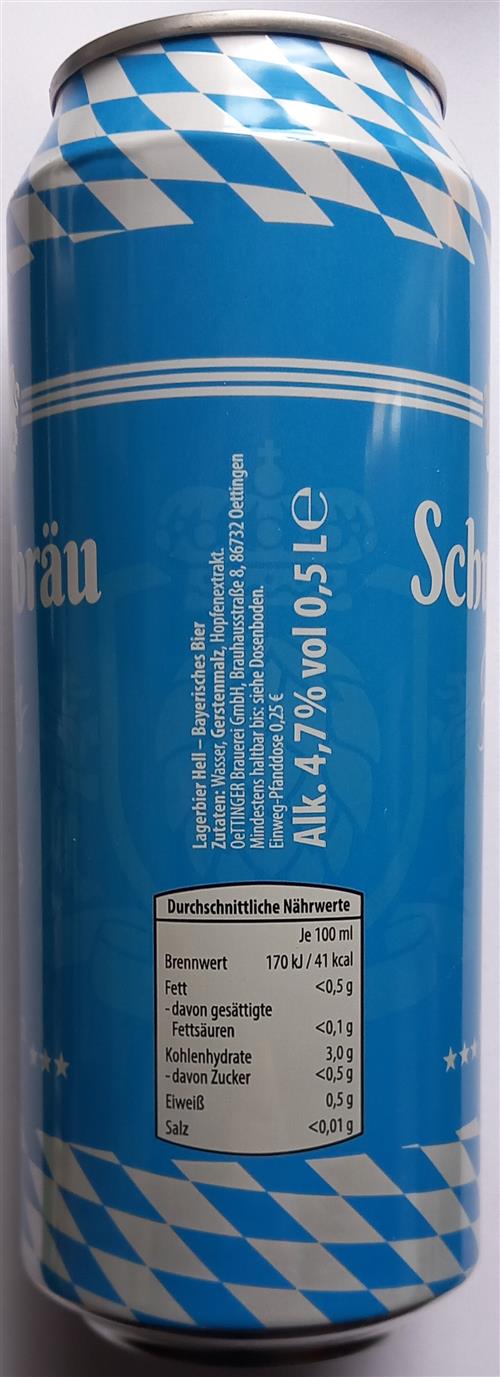 bräu
Sch
Lagerbier Hell – Bayerisches Bier
Zutaten: Wasser, Gerstenmalz, Hopfenextrakt.
OeTTINGER Brauerei GmbH, Brauhausstraße 8, 86732 Oettingen
Mindestens haltbar bis: siehe Dosenboden.
Einweg-Pfanddose 0,25 €
Alk. 4,7% vol 0,5 L ℮
Durchschnittliche Nährwerte
Je 100 ml
Brennwert 170 kJ / 41 kcal
Fett <0,5 g
- davon gesättigte
Fettsäuren <0,1 g
Kohlenhydrate 3,0 g
- davon Zucker <0,5 g
Eiweiß 0,5 g
Salz <0,01 g